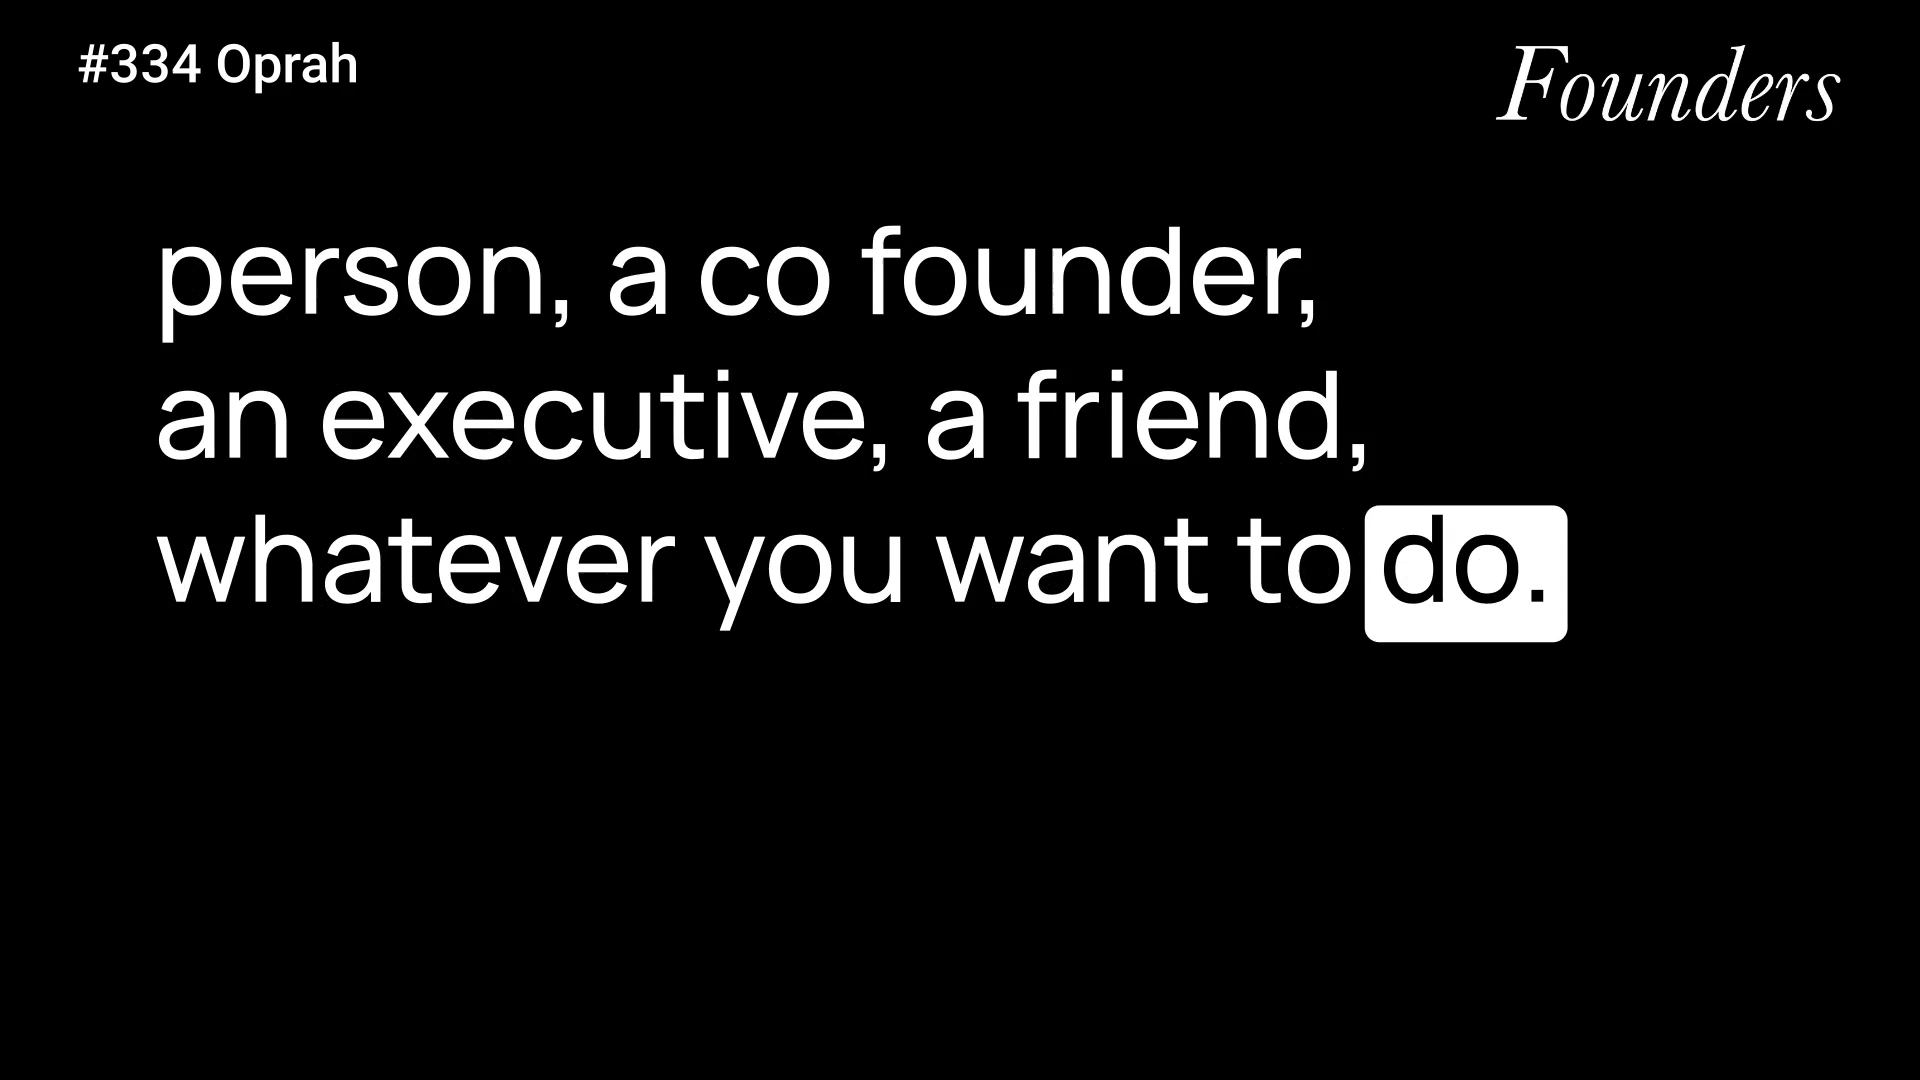 #334 Oprah
Founders
person, a co founder,
an executive, a friend,
whatever you want to do.